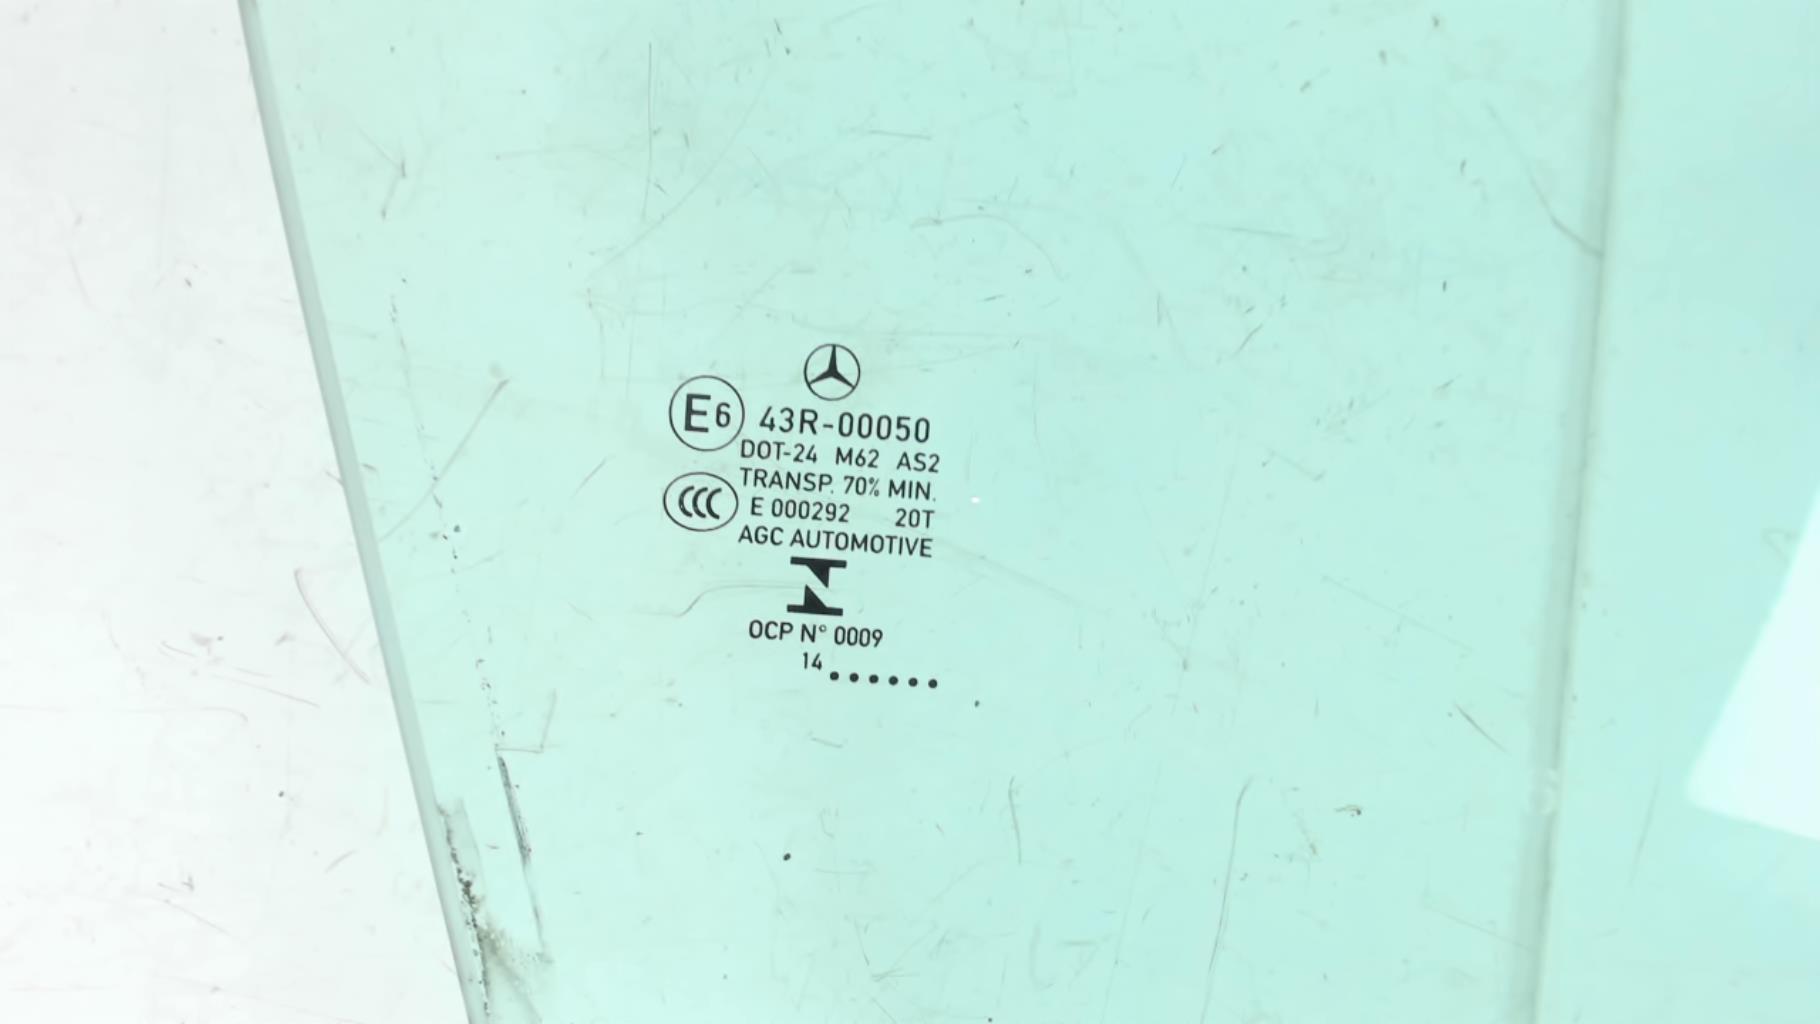 E6 43R-00050
DOT-24 M62 AS2
TRANSP. 70% MIN.
CCC E 000292 20T
AGC AUTOMOTIVE
OCP N° 0009
14 ......